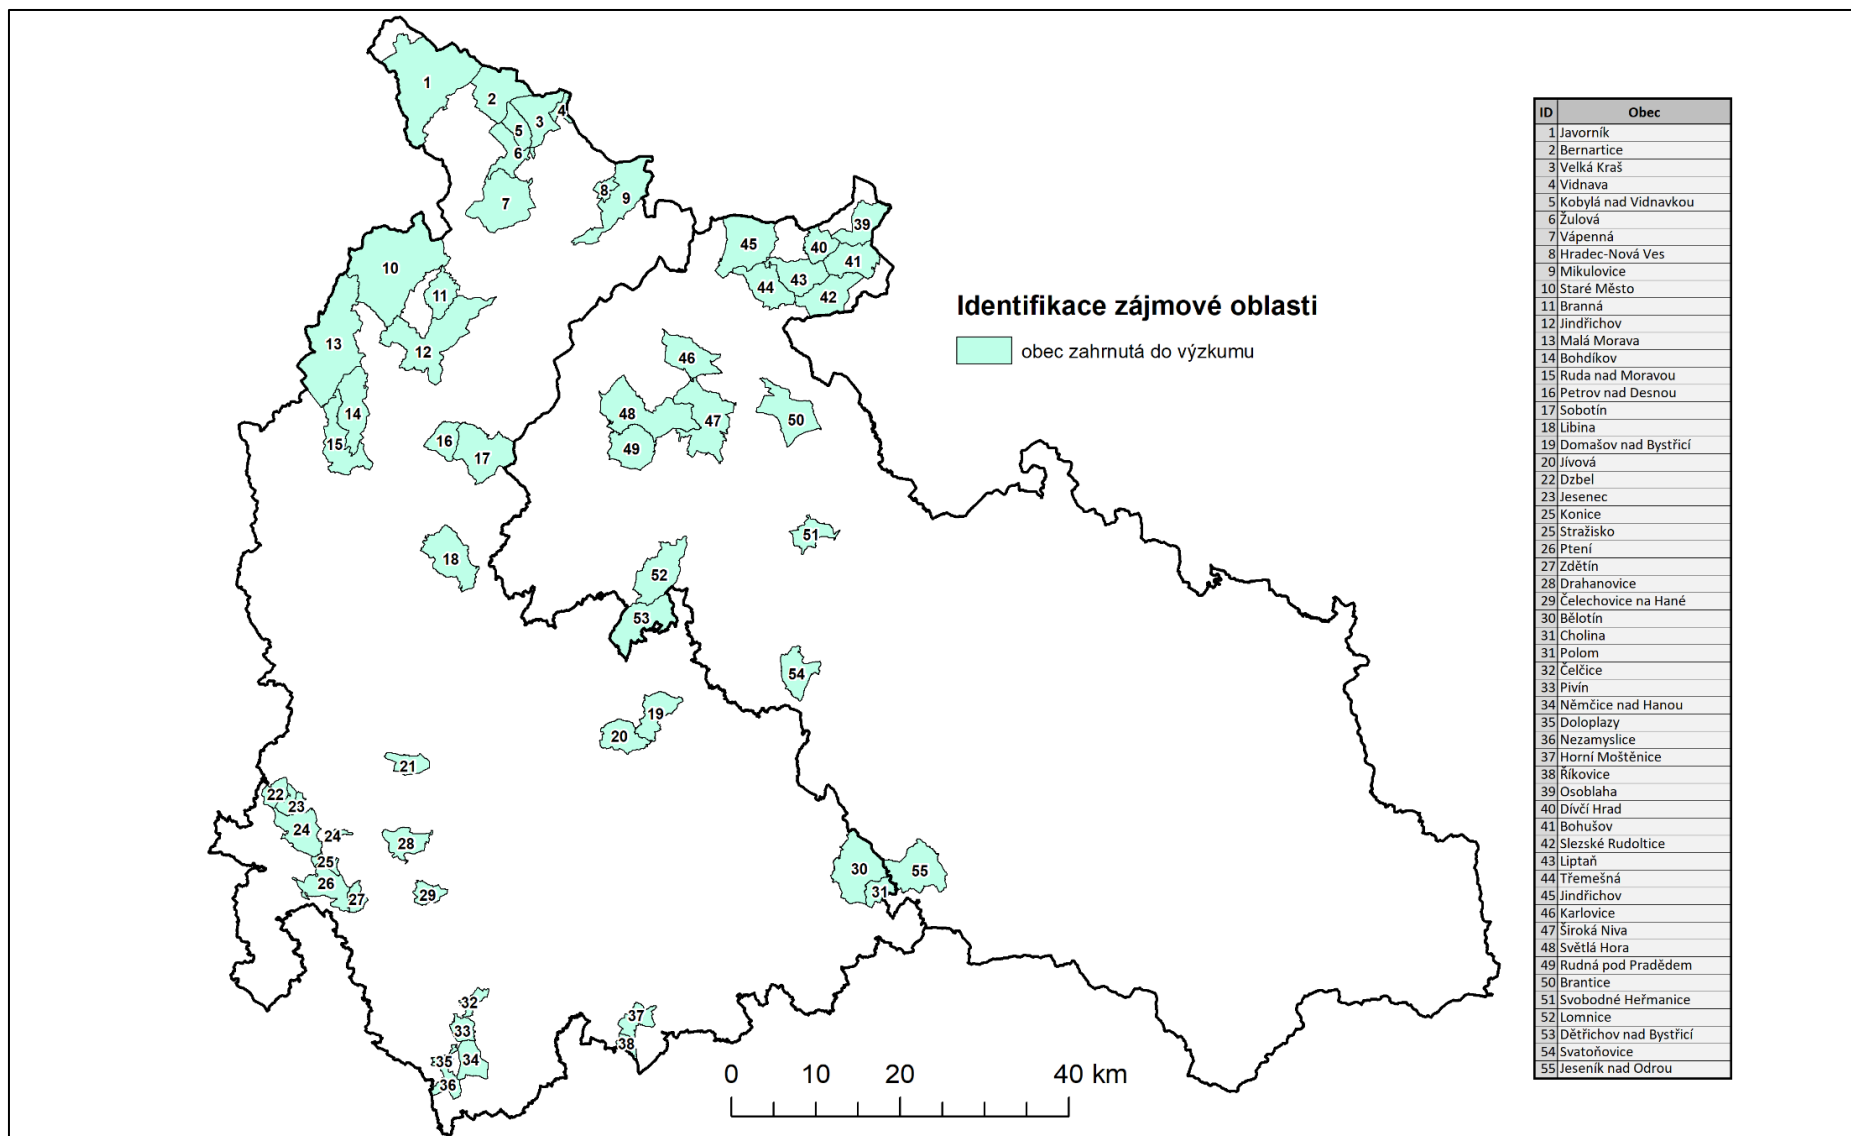 1
2
4
3
5
6
8
7
9
39
45
40
41
10
43
44
11
42
Identifikace zájmové oblasti
obec zahrnutá do výzkumu
13
12
46
14
48
47
50
15
16
49
17
51
18
52
53
54
19
20
21
22
23
24
24
28
25
30
55
26
31
27
29
32
37
33
38
35
34
36
0 10 20 40 km
ID Obec
1 Javorník
2 Bernartice
3 Velká Kraš
4 Vidnava
5 Kobylá nad Vidnavkou
6 Žulová
7 Vápenná
8 Hradec-Nová Ves
9 Mikulovice
10 Staré Město
11 Branná
12 Jindřichov
13 Malá Morava
14 Bohdíkov
15 Ruda nad Moravou
16 Petrov nad Desnou
17 Sobotín
18 Libina
19 Domašov nad Bystřicí
20 Jívová
22 Dzbel
23 Jesenec
25 Konice
25 Stražisko
26 Ptení
27 Zdětín
28 Drahanovice
29 Čelechovice na Hané
30 Bělotín
31 Cholina
31 Polom
32 Čelčice
33 Pivín
34 Němčice nad Hanou
35 Doloplazy
36 Nezamyslice
37 Horní Moštěnice
38 Říkovice
39 Osoblaha
40 Dívčí Hrad
41 Bohušov
42 Slezské Rudoltice
43 Liptaň
44 Třemešná
45 Jindřichov
46 Karlovice
47 Široká Niva
48 Světlá Hora
49 Rudná pod Pradědem
50 Brantice
51 Svobodné Heřmanice
52 Lomnice
53 Dětřichov nad Bystřicí
54 Svatoňovice
55 Jeseník nad Odrou